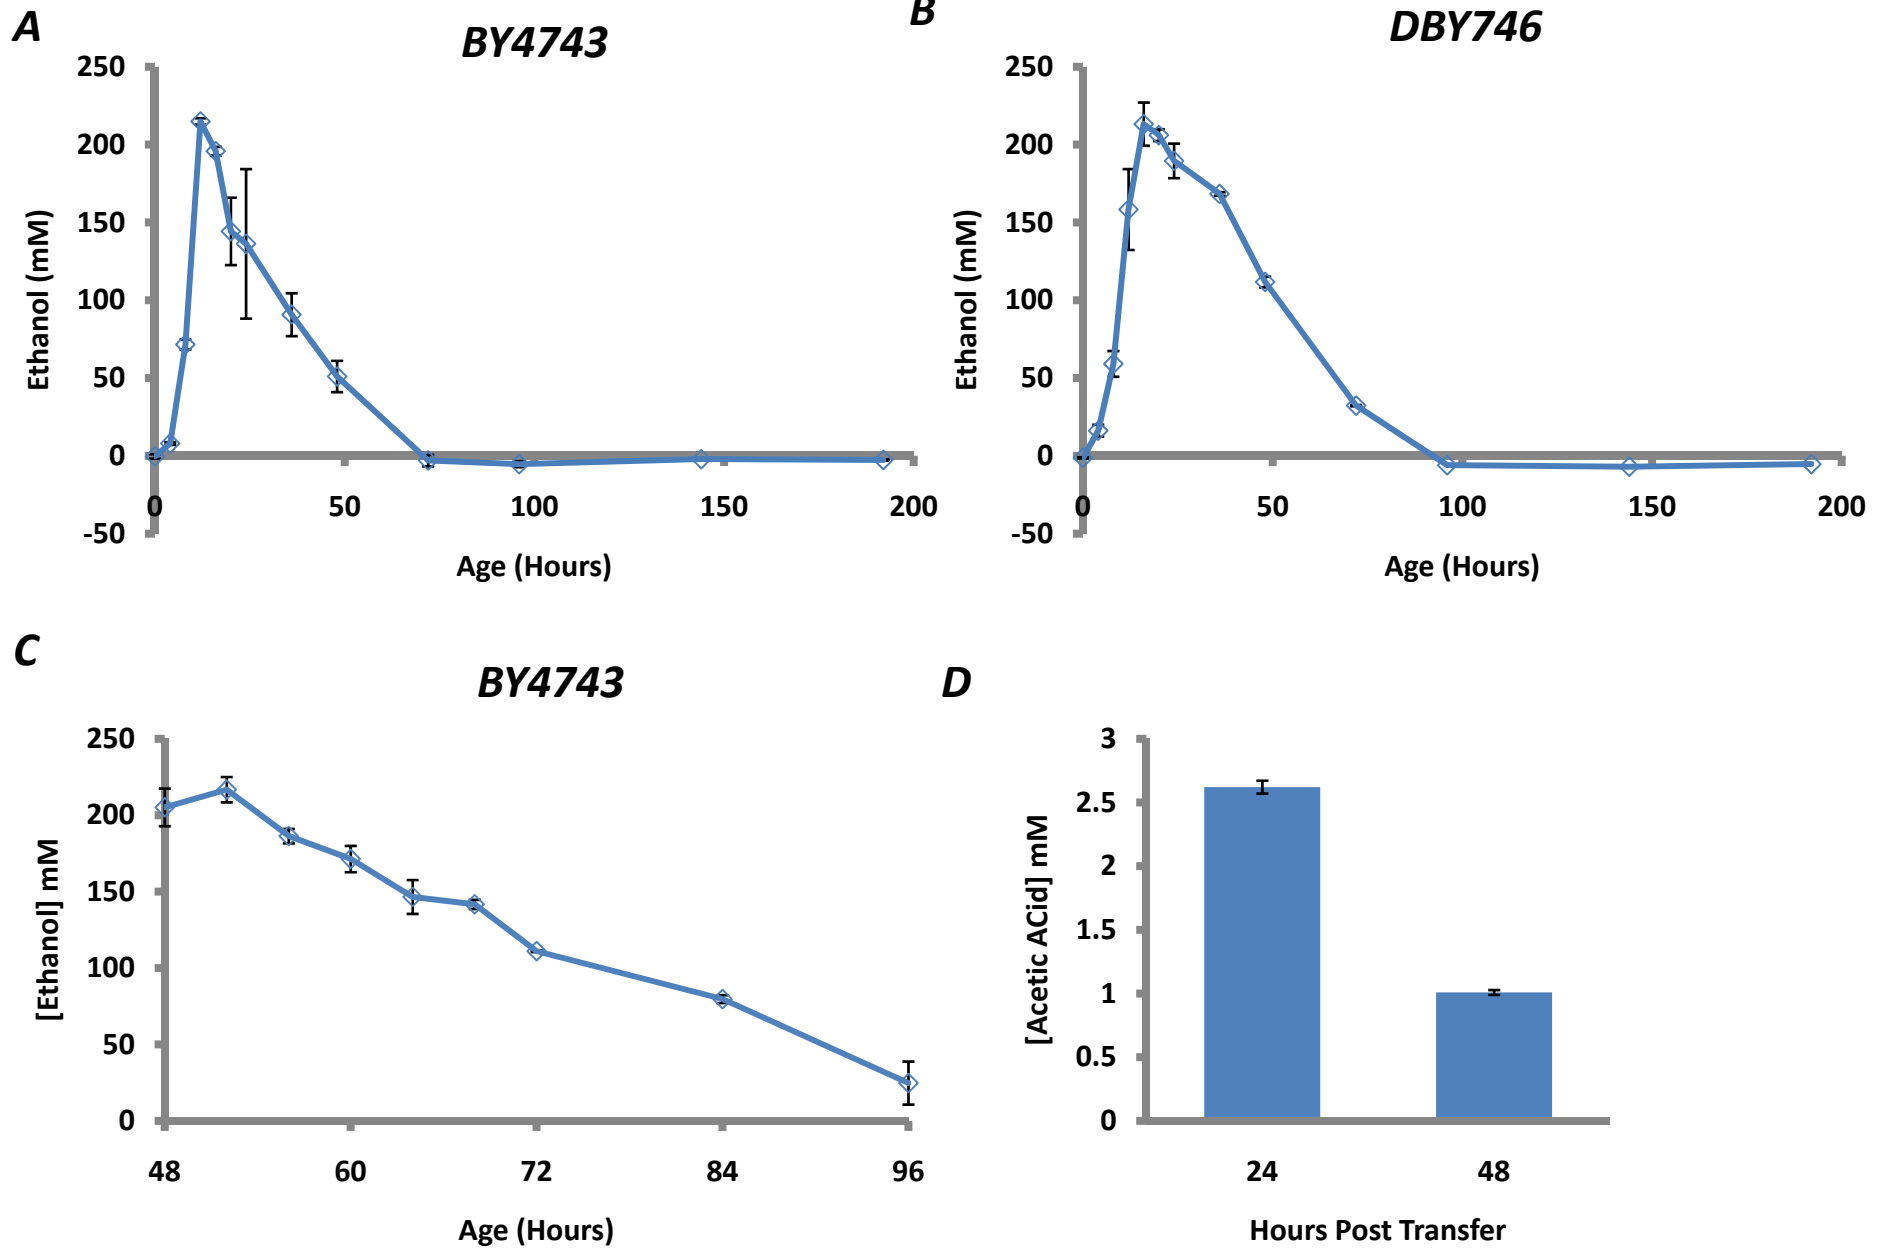 A
BY4743
250
200
150
100
50
0
-50
0 50 100 150 200
Ethanol (mM)
Age (Hours)
B
DBY746
250
200
150
100
50
0
-50
0 50 100 150 200
Ethanol (mM)
Age (Hours)
C
BY4743
250
200
150
100
50
0
48 60 72 84 96
[Ethanol] mM
Age (Hours)
D
3
2.5
2
1.5
1
0.5
0
24 48
[Acetic ACid] mM
Hours Post Transfer